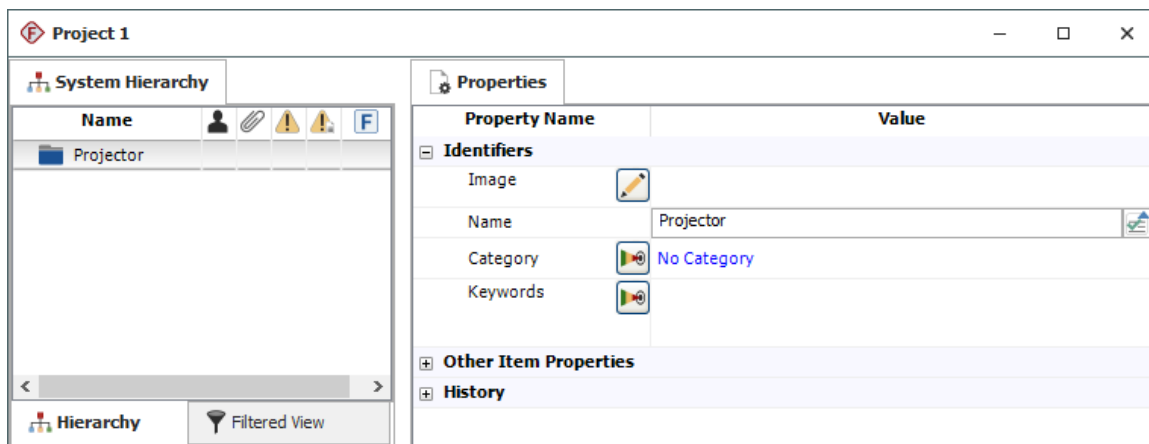 Project 1
System Hierarchy
Name
F
Projector
Hierarchy
Filtered View
Properties
Property Name Value
Identifiers
Image
Name Projector
Category No Category
Keywords
Other Item Properties
History